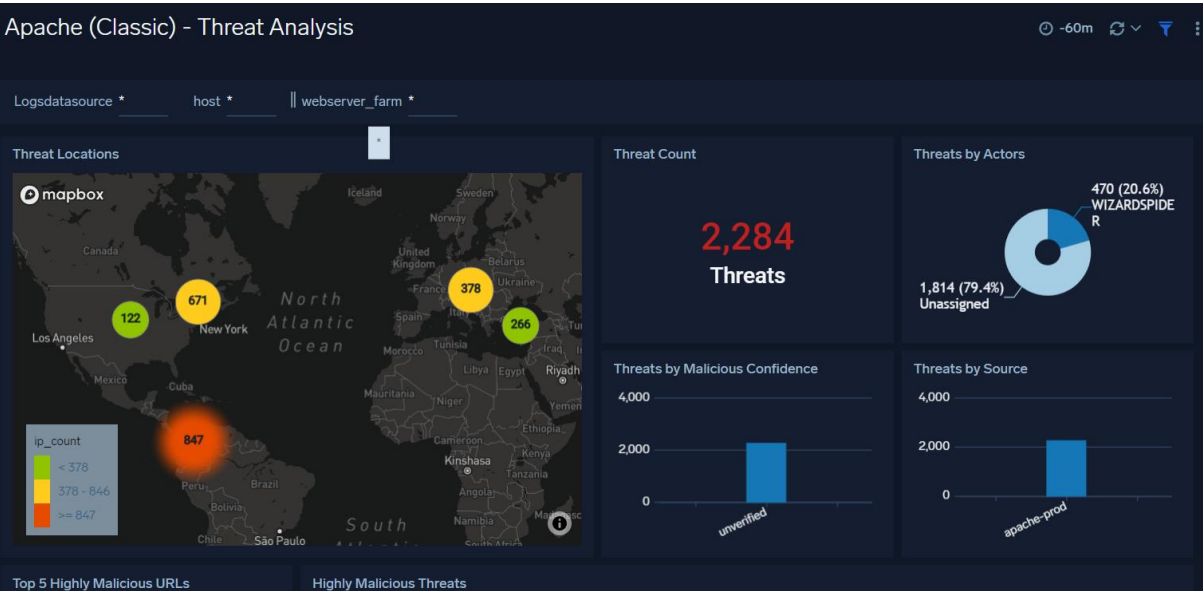 Apache (Classic) - Threat Analysis
-60m
Logsdatasource *
host *
webserver_farm *
*
Threat Locations
mapbox
Iceland
Sweden
Norway
Canada
United
Kingdom
Belarus
Ukraine
France
378
671
122
New York
North
Atlantic
Ocean
Spain
Italy
266
Los Angeles
Morocco
Tunisia
Iraq
Mexico
Cuba
Libya
Egypt
Riyadh
Mauritania
Niger
Yemen
847
Ethiopia
Cameroon
Kinshasa
Kenya
Tanzania
Peru
Brazil
Angola
Bolivia
Namibia
Chile
São Paulo
South
South Africa
ip_count
< 378
378 - 846
>= 847
Threat Count
2,284
Threats
Threats by Actors
470 (20.6%)
WIZARDSPIDE
R
1,814 (79.4%)
Unassigned
Threats by Malicious Confidence
4,000
2,000
0
unverified
Threats by Source
4,000
2,000
0
apache-prod
Top 5 Highly Malicious URLs
Highly Malicious Threats